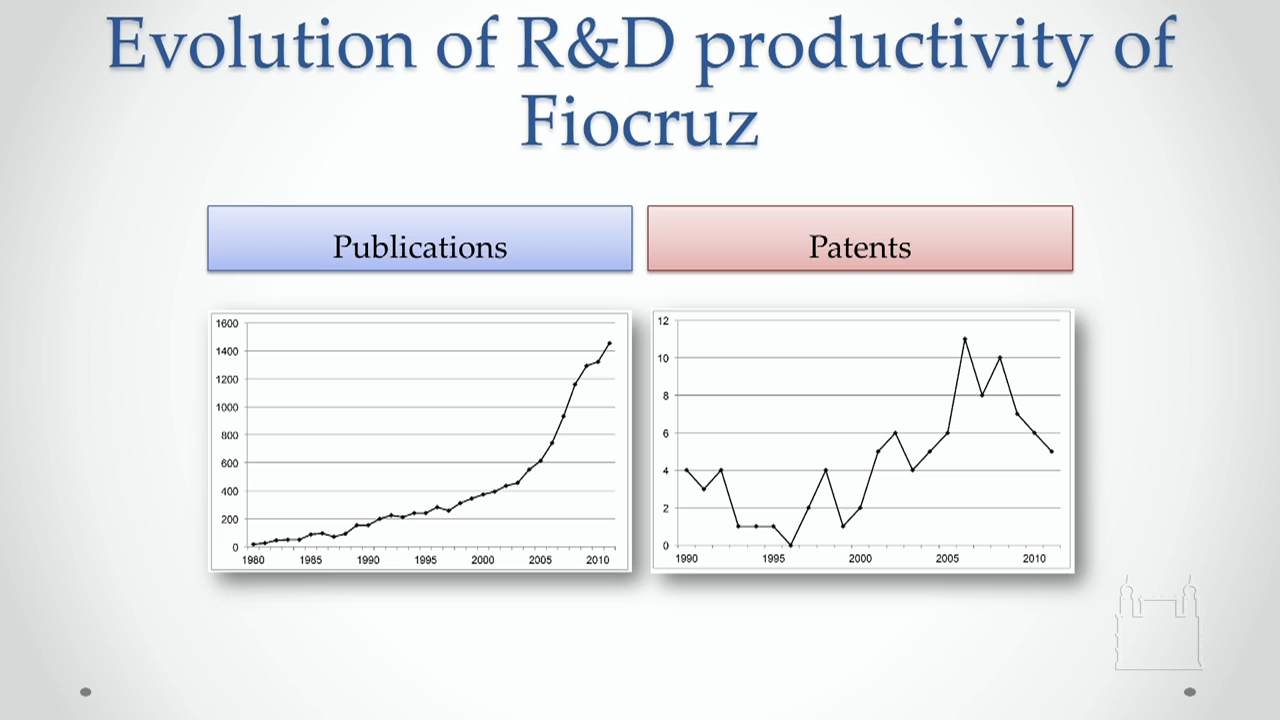 Evolution of R&D productivity of
Fiocruz
Publications
Patents
1600
1400
1200
1000
800
600
400
200
0
1980 1985 1990 1995 2000 2005 2010
12
10
8
6
4
2
0
1990 1995 2000 2005 2010